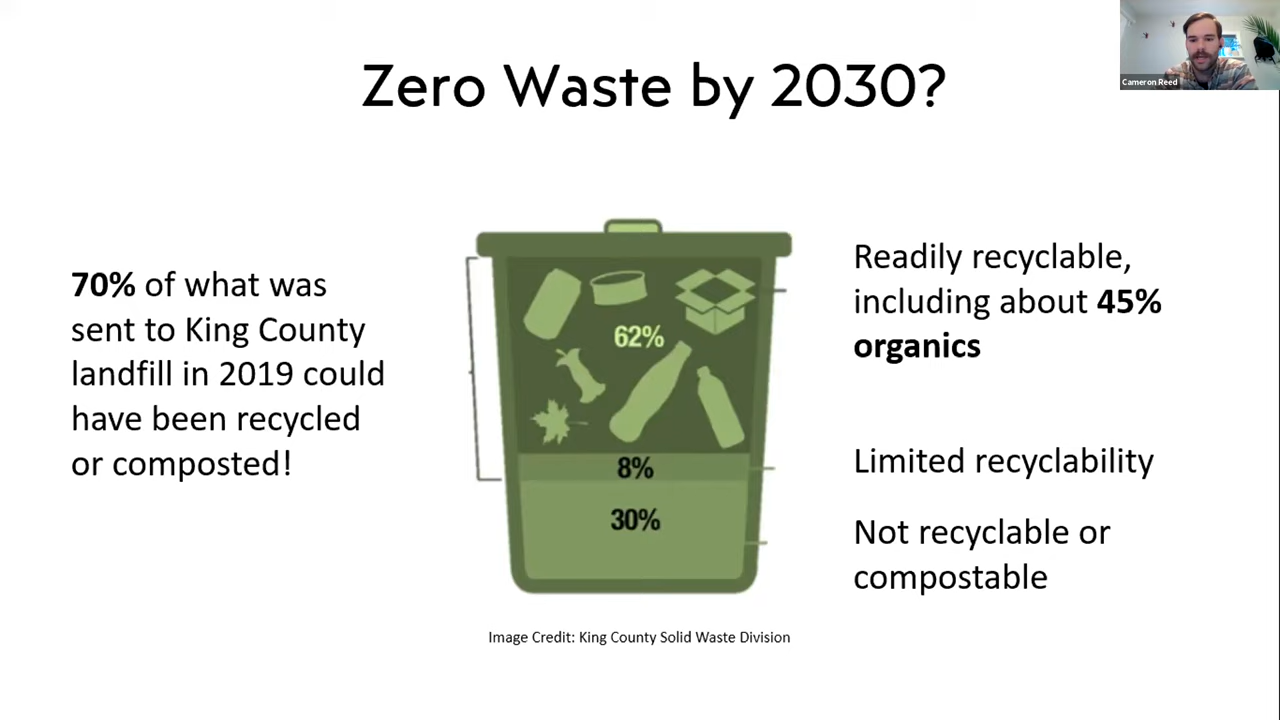 Zero Waste by 2030?
Cameron Reed
70% of what was
sent to King County
landfill in 2019 could
have been recycled
or composted!
62%
8%
30%
Readily recyclable,
including about 45%
organics
Limited recyclability
Not recyclable or
compostable
Image Credit: King County Solid Waste Division